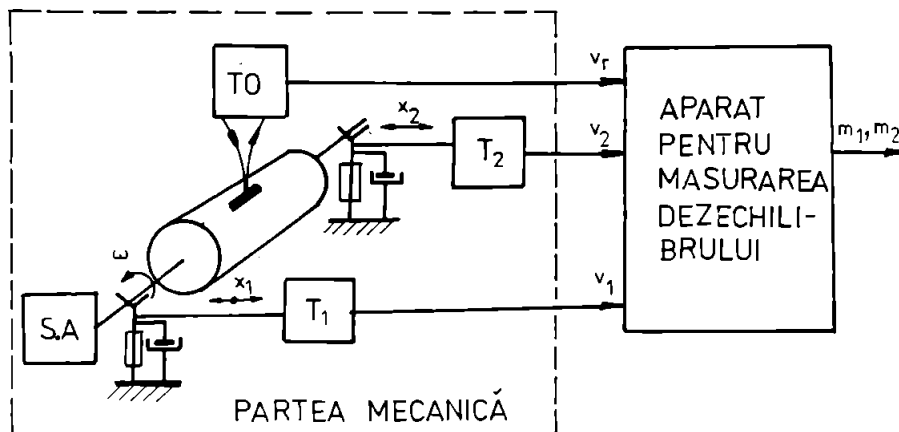 TO
v_r
x_2
T_2
v_2
APARAT
PENTRU
MASURAREA
DEZECHILI-
BRULUI
m_1, m_2
ω
x_1
T_1
v_1
S.A
PARTEA MECANICĂ